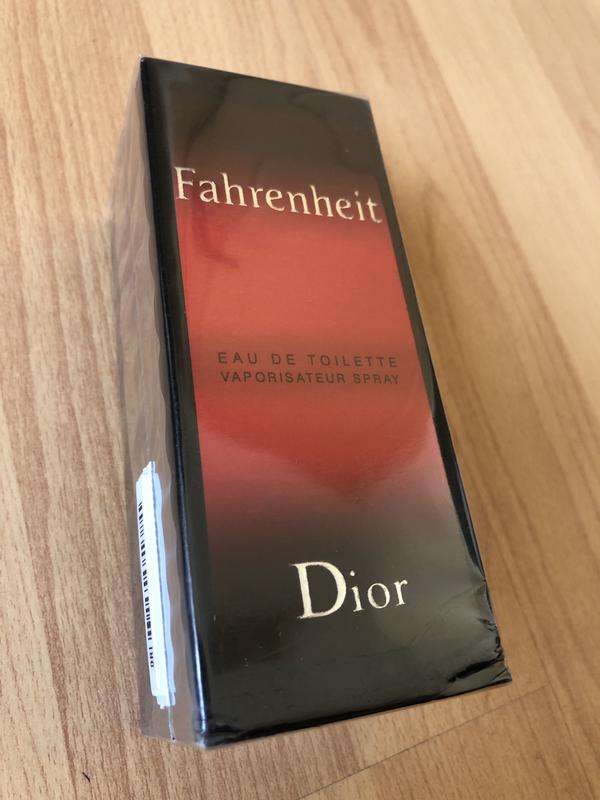 Fahrenheit
EAU DE TOILETTE
VAPORISATEUR SPRAY
Dior